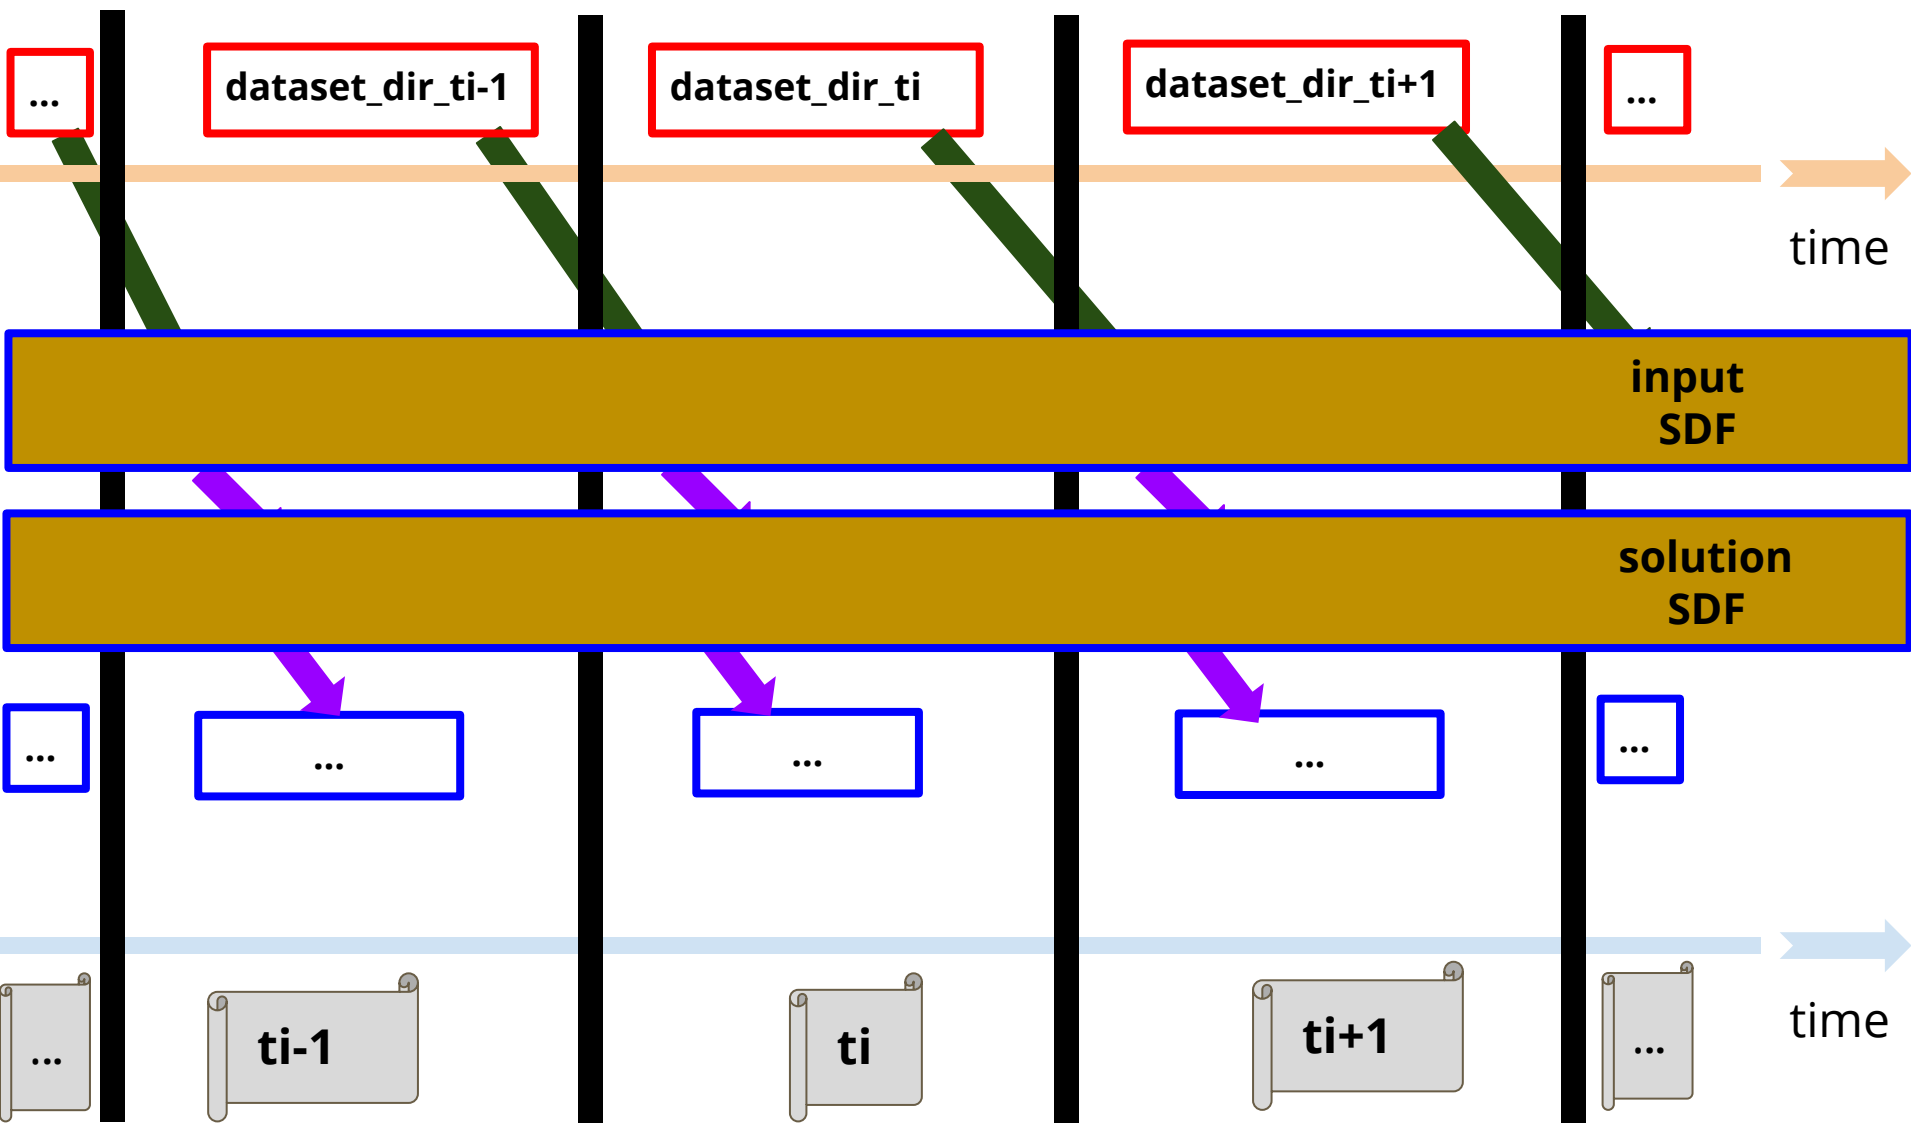 ...
dataset_dir_ti-1
dataset_dir_ti
dataset_dir_ti+1
...
time
input
SDF
solution
SDF
...
...
...
...
...
time
...
ti-1
ti
ti+1
...